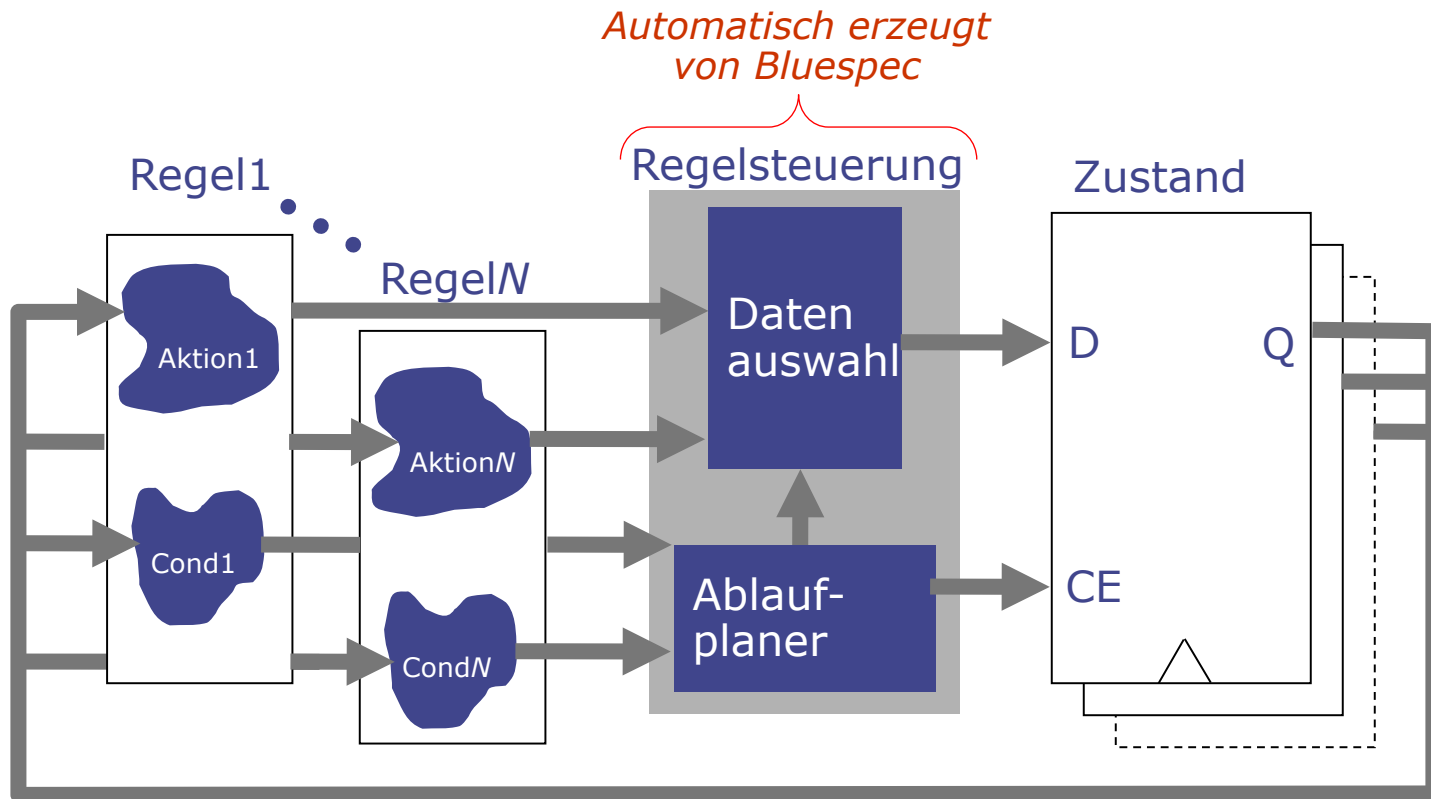 Automatisch erzeugt
von Bluespec
Regelsteuerung
Zustand
Regel1
RegelN
Aktion1
AktionN
Cond1
CondN
Daten
auswahl
Ablauf-
planer
D
Q
CE